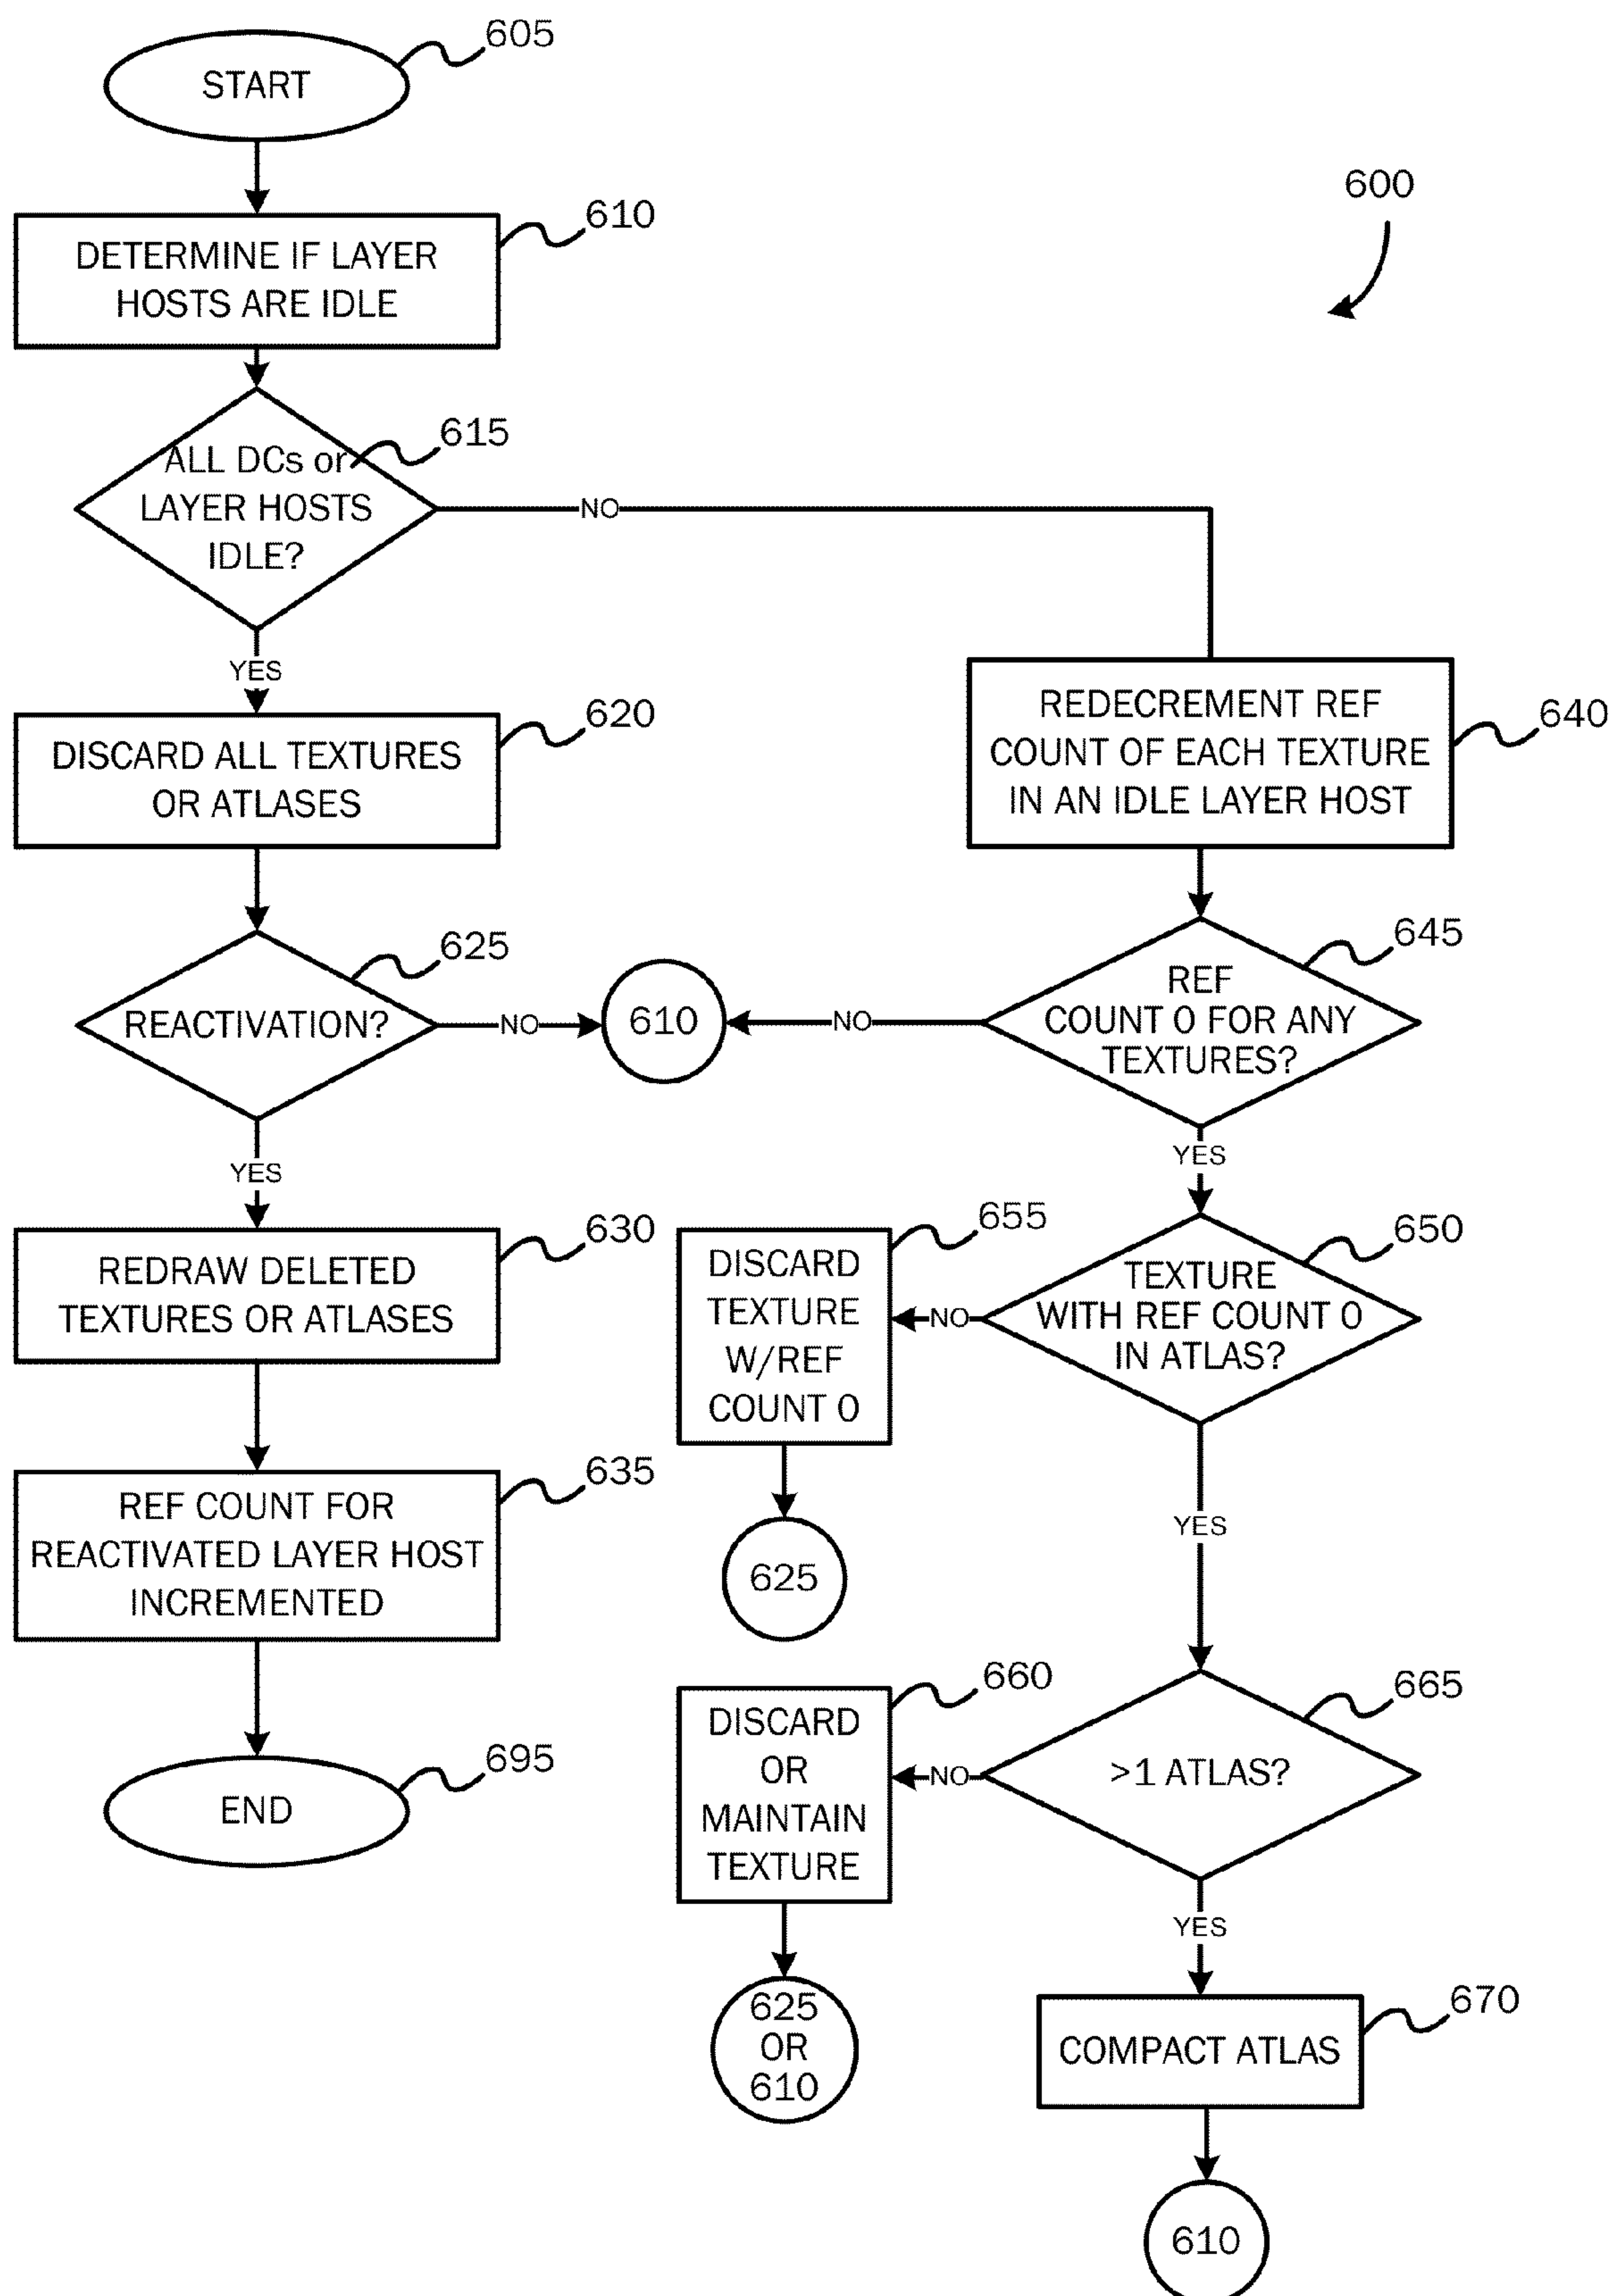 START
605
600
610
DETERMINE IF LAYER
HOSTS ARE IDLE
615
ALL DCs or
LAYER HOSTS
IDLE?
NO
YES
620
DISCARD ALL TEXTURES
OR ATLASES
640
REDECREMENT REF
COUNT OF EACH TEXTURE
IN AN IDLE LAYER HOST
625
REACTIVATION?
NO
610
NO
645
REF
COUNT 0 FOR ANY
TEXTURES?
YES
YES
630
REDRAW DELETED
TEXTURES OR ATLASES
655
DISCARD
TEXTURE
W/REF
COUNT 0
NO
650
TEXTURE
WITH REF COUNT 0
IN ATLAS?
635
REF COUNT FOR
REACTIVATED LAYER HOST
INCREMENTED
625
YES
695
END
660
DISCARD
OR
MAINTAIN
TEXTURE
NO
665
>1 ATLAS?
YES
625
OR
610
670
COMPACT ATLAS
610